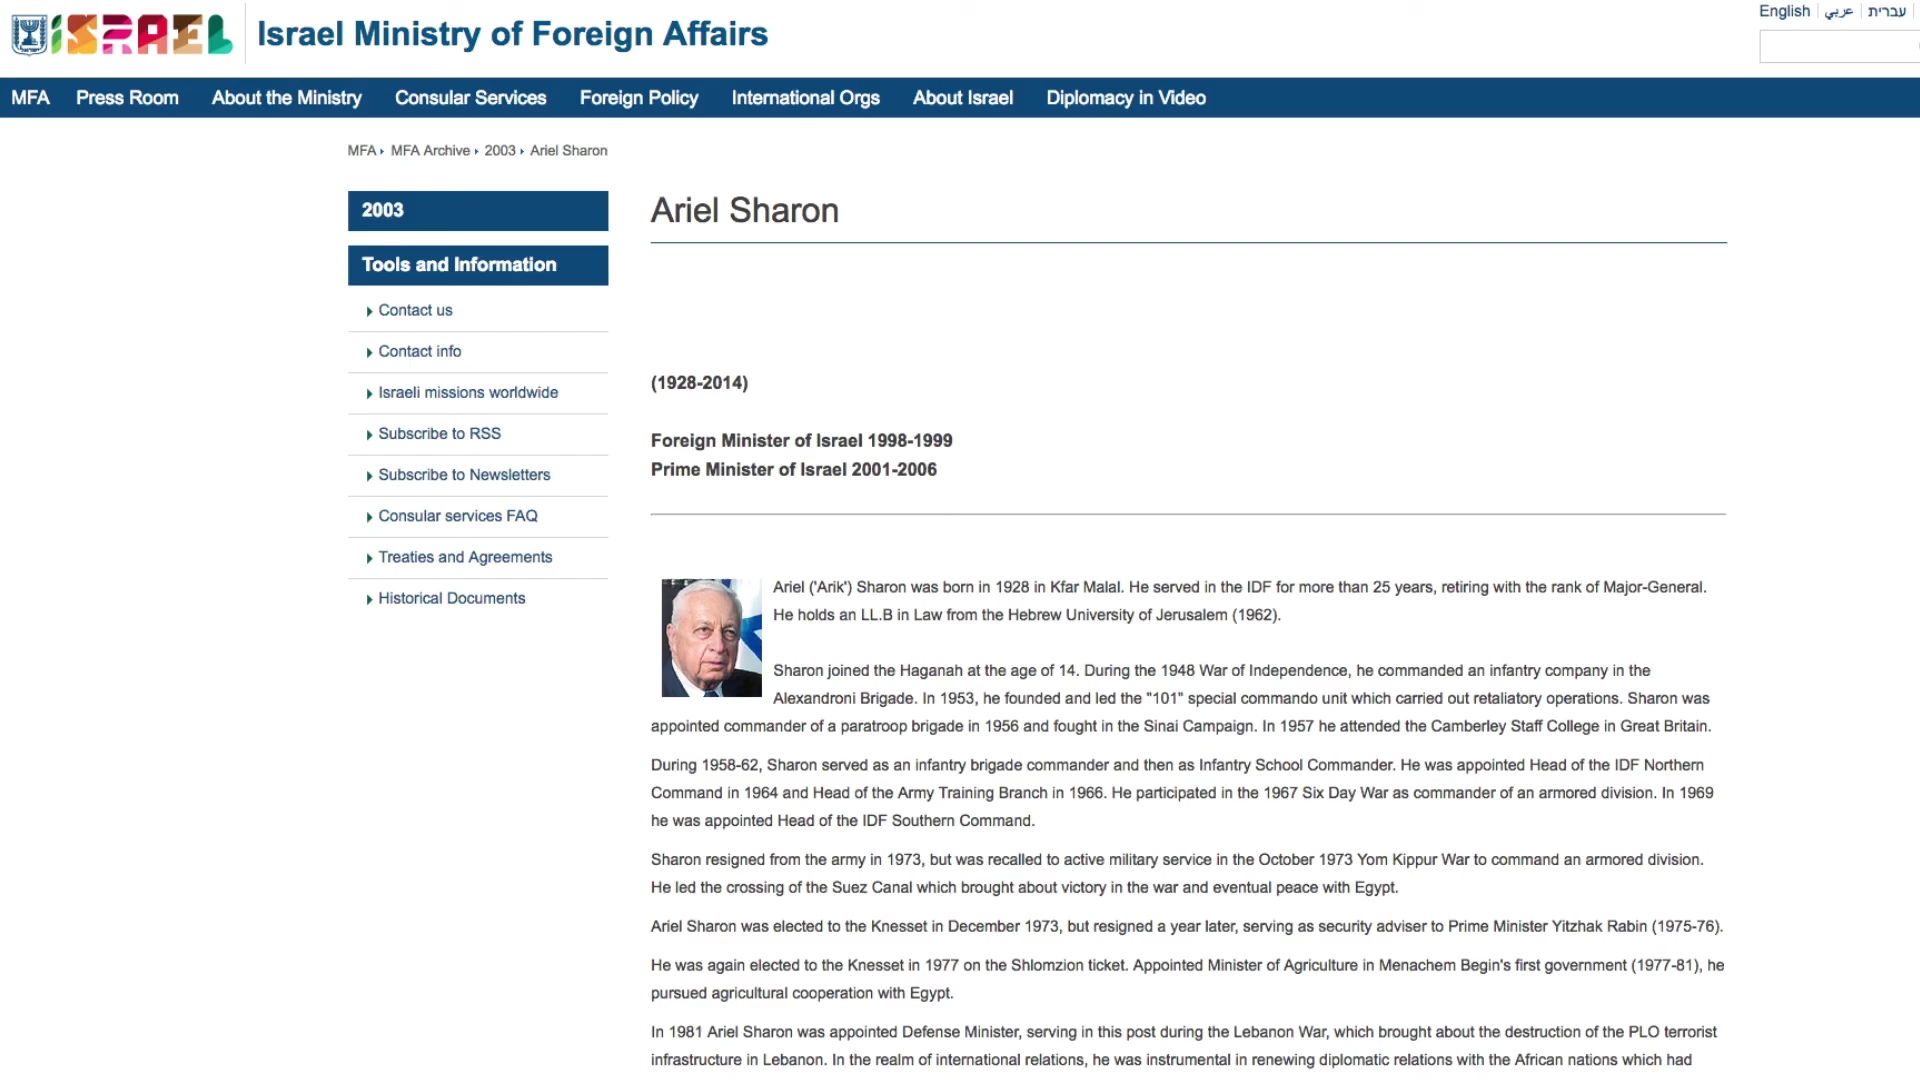 ISRAEL
Israel Ministry of Foreign Affairs
English
عربي
עברית
MFA
Press Room
About the Ministry
Consular Services
Foreign Policy
International Orgs
About Israel
Diplomacy in Video
MFA MFA Archive 2003 Ariel Sharon
2003
Tools and Information
Contact us
Contact info
Israeli missions worldwide
Subscribe to RSS
Subscribe to Newsletters
Consular services FAQ
Treaties and Agreements
Historical Documents
Ariel Sharon
(1928-2014)
Foreign Minister of Israel 1998-1999
Prime Minister of Israel 2001-2006
Ariel ('Arik') Sharon was born in 1928 in Kfar Malal. He served in the IDF for more than 25 years, retiring with the rank of Major-General.
He holds an LL.B in Law from the Hebrew University of Jerusalem (1962).
Sharon joined the Haganah at the age of 14. During the 1948 War of Independence, he commanded an infantry company in the
Alexandroni Brigade. In 1953, he founded and led the "101" special commando unit which carried out retaliatory operations. Sharon was
appointed commander of a paratroop brigade in 1956 and fought in the Sinai Campaign. In 1957 he attended the Camberley Staff College in Great Britain.
During 1958-62, Sharon served as an infantry brigade commander and then as Infantry School Commander. He was appointed Head of the IDF Northern
Command in 1964 and Head of the Army Training Branch in 1966. He participated in the 1967 Six Day War as commander of an armored division. In 1969
he was appointed Head of the IDF Southern Command.
Sharon resigned from the army in 1973, but was recalled to active military service in the October 1973 Yom Kippur War to command an armored division.
He led the crossing of the Suez Canal which brought about victory in the war and eventual peace with Egypt.
Ariel Sharon was elected to the Knesset in December 1973, but resigned a year later, serving as security adviser to Prime Minister Yitzhak Rabin (1975-76).
He was again elected to the Knesset in 1977 on the Shlomzion ticket. Appointed Minister of Agriculture in Menachem Begin's first government (1977-81), he
pursued agricultural cooperation with Egypt.
In 1981 Ariel Sharon was appointed Defense Minister, serving in this post during the Lebanon War, which brought about the destruction of the PLO terrorist
infrastructure in Lebanon. In the realm of international relations, he was instrumental in renewing diplomatic relations with the African nations which had